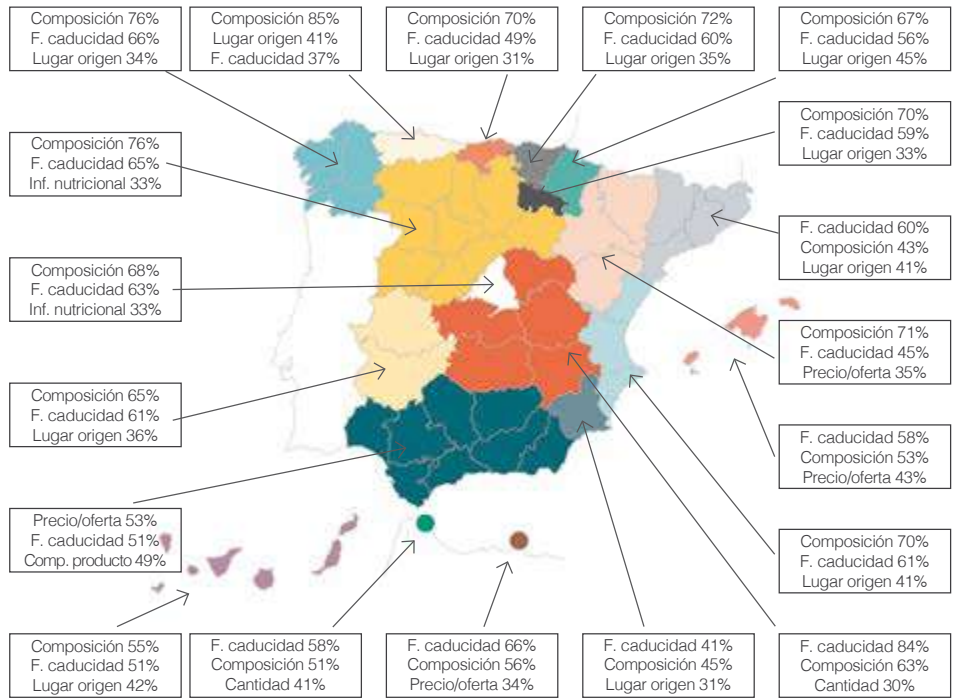 Composición 76%
F. caducidad 66%
Lugar origen 34%
Composición 85%
Lugar origen 41%
F. caducidad 37%
Composición 70%
F. caducidad 49%
Lugar origen 31%
Composición 72%
F. caducidad 60%
Lugar origen 35%
Composición 67%
F. caducidad 56%
Lugar origen 45%
Composición 70%
F. caducidad 59%
Lugar origen 33%
Composición 76%
F. caducidad 65%
Inf. nutricional 33%
F. caducidad 60%
Composición 43%
Lugar origen 41%
Composición 68%
F. caducidad 63%
Inf. nutricional 33%
Composición 71%
F. caducidad 45%
Precio/oferta 35%
Composición 65%
F. caducidad 61%
Lugar origen 36%
F. caducidad 58%
Composición 53%
Precio/oferta 43%
Precio/oferta 53%
F. caducidad 51%
Comp. producto 49%
Composición 70%
F. caducidad 61%
Lugar origen 41%
Composición 55%
F. caducidad 51%
Lugar origen 42%
F. caducidad 58%
Composición 51%
Cantidad 41%
F. caducidad 66%
Composición 56%
Precio/oferta 34%
F. caducidad 41%
Composición 45%
Lugar origen 31%
F. caducidad 84%
Composición 63%
Cantidad 30%